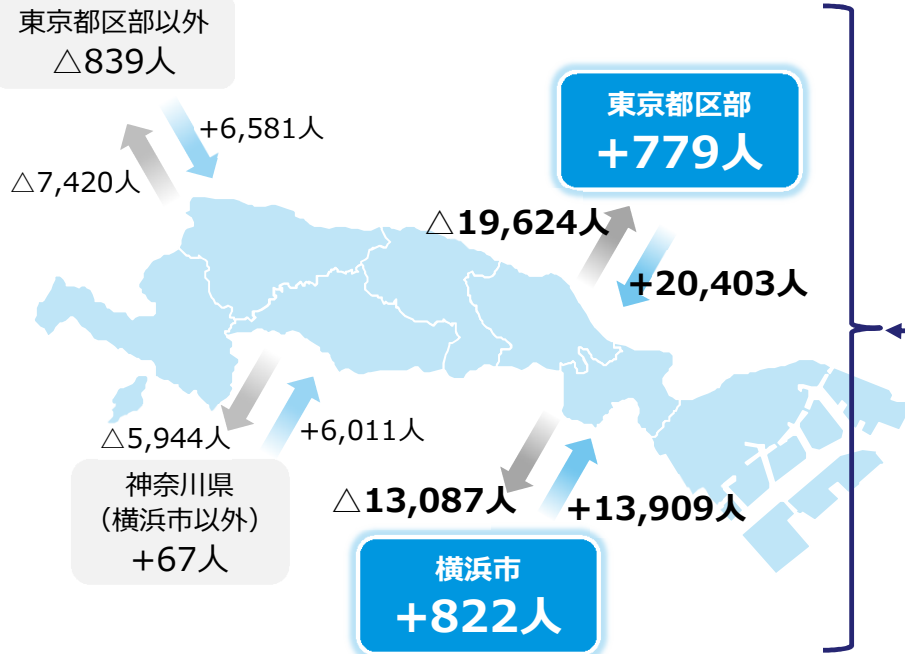 東京都区部以外
△839人
+6,581人
△7,420人
東京都区部
+779人
△19,624人
+20,403人
△5,944人
+6,011人
神奈川県
（横浜市以外）
+67人
△13,087人
+13,909人
横浜市
+822人